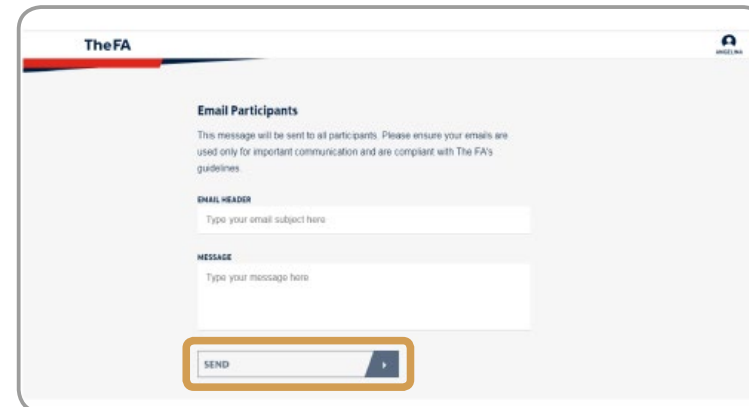 TheFA
ANGELINA
Email Participants
This message will be sent to all participants. Please ensure your emails are
used only for important communication and are compliant with The FA's
guidelines.
EMAIL HEADER
Type your email subject here
MESSAGE
Type your message here
SEND